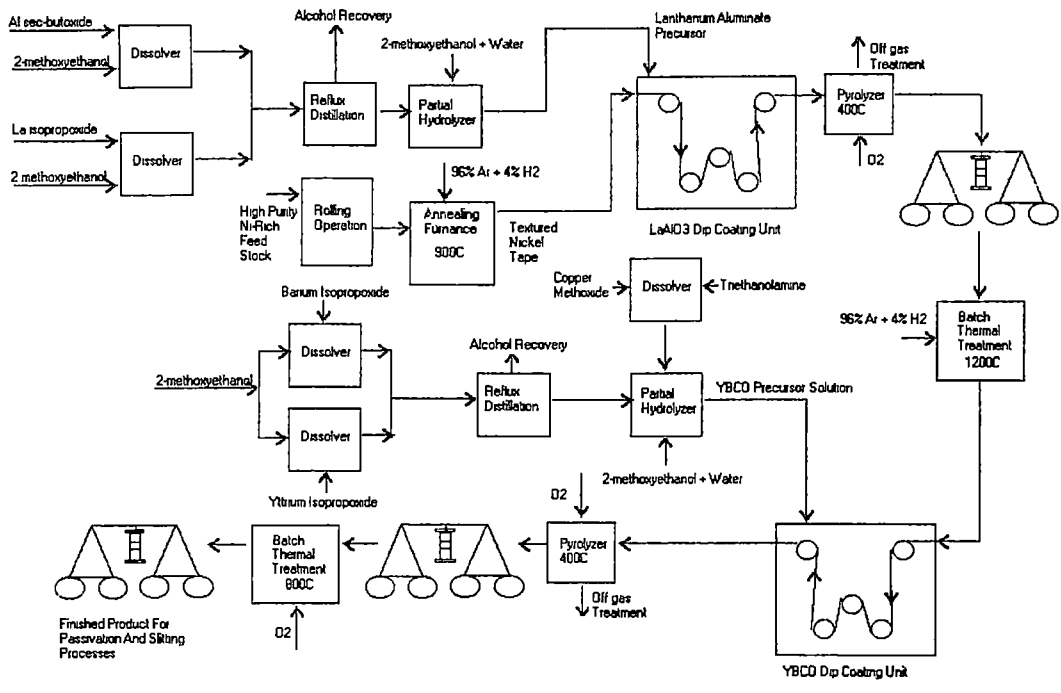 Al sec-butoxide
2-methoxyethanol
Dissolver
La isopropoxide
2 methoxyethanol
Dissolver
Alcohol Recovery
Reflux
Distillation
2-methoxyethanol + Water
Partial
Hydrolyzer
Lanthanum Aluminate
Precursor
High Purity
Ni-Rich
Feed
Stock
Rolling
Operation
96% Ar + 4% H2
Annealing
Furnance
900C
Textured
Nickel
Tape
LaAlO3 Dip Coating Unit
Off gas
Treatment
Pyrolyzer
400C
O2
96% Ar + 4% H2
Batch
Thermal
Treatment
1200C
Barium Isopropoxide
2-methoxyethanol
Dissolver
Dissolver
Yttrium Isopropoxide
Alcohol Recovery
Reflux
Distillation
Copper
Methoxide
Dissolver
Triethanolamine
Partial
Hydrolyzer
2-methoxyethanol + Water
YBCO Precursor Solution
YBCO Dip Coating Unit
O2
Pyrolyzer
400C
Off gas
Treatment
Batch
Thermal
Treatment
800C
O2
Finished Product For
Passivation And Slitting
Processes